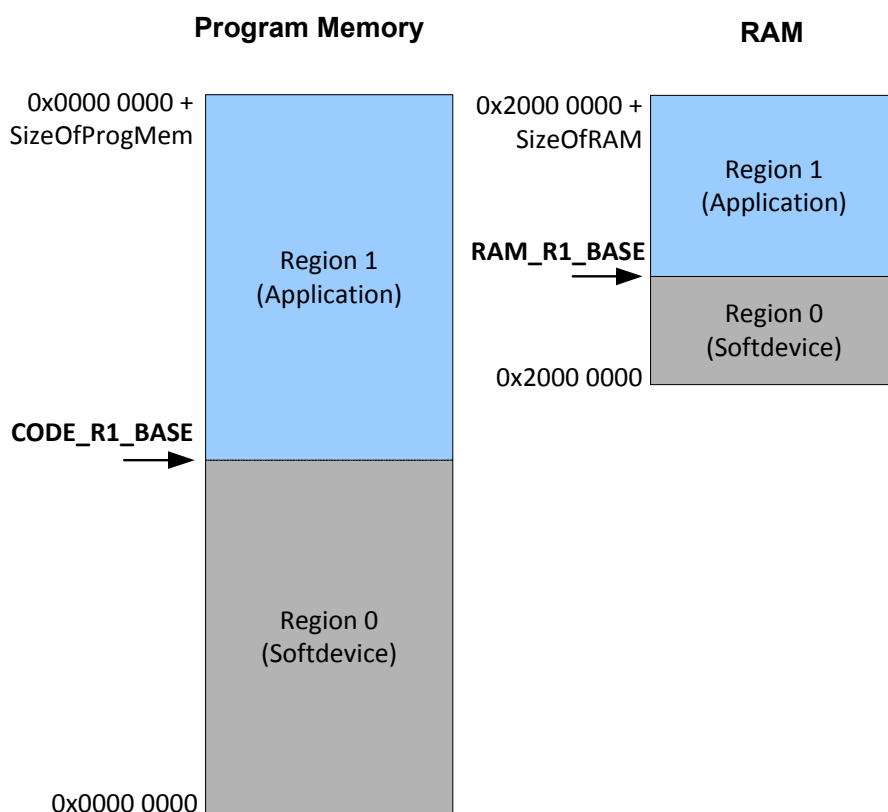 Program Memory
0x0000 0000 +
SizeOfProgMem
Region 1
(Application)
CODE_R1_BASE
Region 0
(Softdevice)
0x0000 0000
RAM
0x2000 0000 +
SizeOfRAM
Region 1
(Application)
RAM_R1_BASE
Region 0
(Softdevice)
0x2000 0000